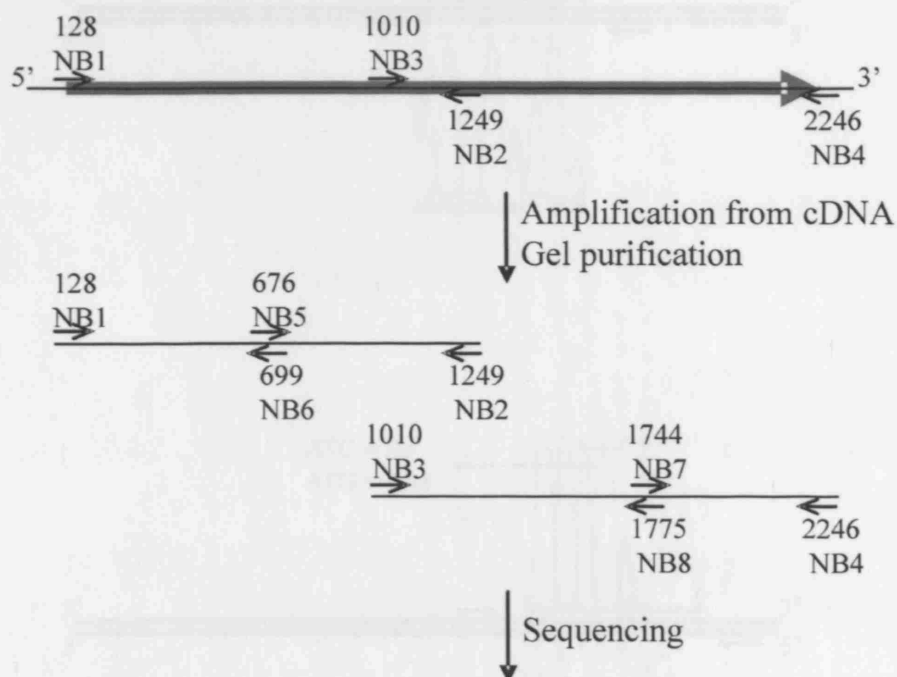 128 1010
NB1 NB3
5' 3'
1249 2246
NB2 NB4
Amplification from cDNA
Gel purification
128 676
NB1 NB5
699 1249
NB6 NB2
1010 1744
NB3 NB7
1775 2246
NB8 NB4
Sequencing